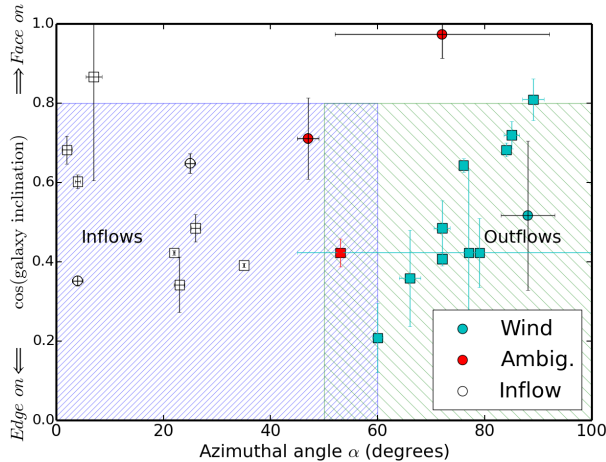 cos(galaxy inclination)
Edge on ⇐
⇒ Face on
1.0
0.8
0.6
0.4
0.2
0.0
Inflows
Outflows
Wind
Ambig.
Inflow
0
20
40
60
80
100
Azimuthal angle α (degrees)